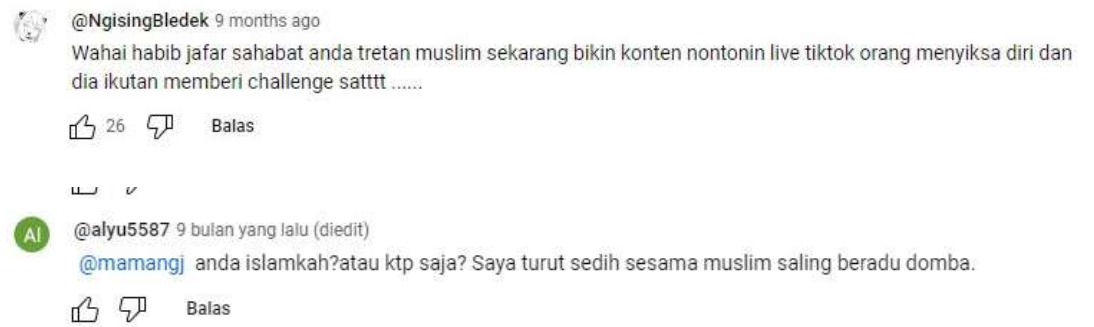 @NgisingBledek 9 months ago
Wahai habib jafar sahabat anda tretan muslim sekarang bikin konten nontonin live tiktok orang menyiksa diri dan
dia ikutan memberi challenge satttt ......
26 Balas
AI
@alyu5587 9 bulan yang lalu (diedit)
@mamangj anda islamkah?atau ktp saja? Saya turut sedih sesama muslim saling beradu domba.
Balas